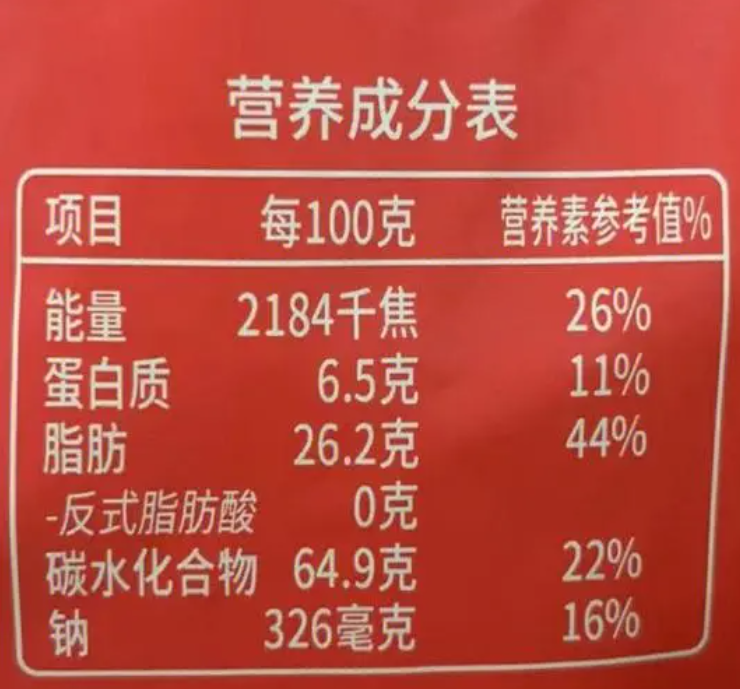 营养成分表
项目 每100克 营养素参考值%
能量 2184千焦 26%
蛋白质 6.5克 11%
脂肪 26.2克 44%
-反式脂肪酸 0克
碳水化合物 64.9克 22%
钠 326毫克 16%